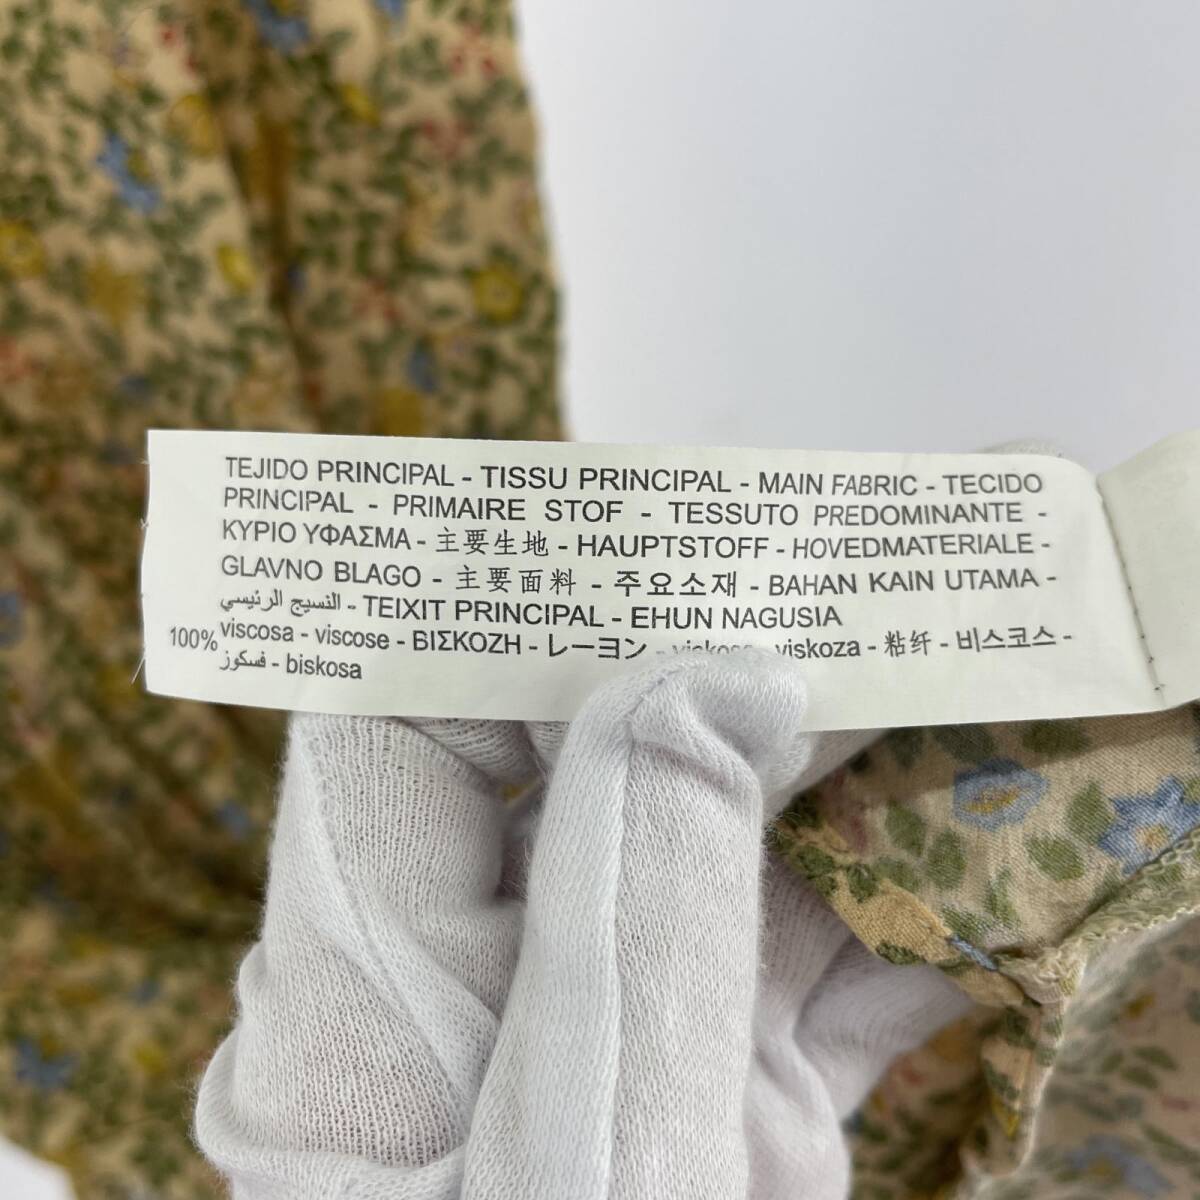 TEJIDO PRINCIPAL - TISSU PRINCIPAL - MAIN FABRIC - TECIDO
PRINCIPAL - PRIMAIRE STOF - TESSUTO PREDOMINANTE -
ΚΥΡΙΟ ΥΦΑΣΜΑ - 主要生地 - HAUPTSTOFF - HOVEDMATERIALE -
GLAVNO BLAGO - 主要面料 - 주요소재 - BAHAN KAIN UTAMA -
النسيج الرئيسي - TEIXIT PRINCIPAL - EHUN NAGUSIA
100% viscosa - viscose - ΒΙΣΚΟΖΗ - レーヨン - viskoza - 粘纤 - 비스코스 -
فسكوز - biskosa